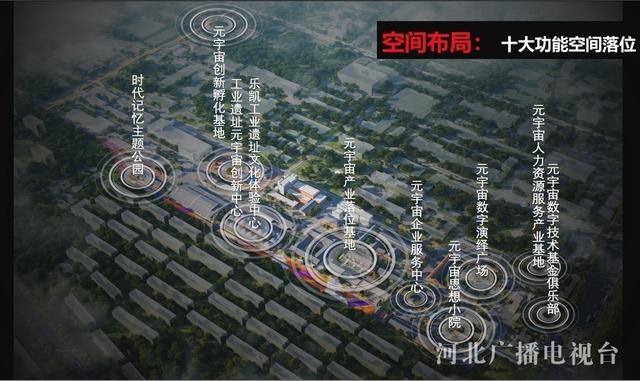 空间布局： 十大功能空间落位
时代记忆主题公园
元宇宙创新孵化基地
工业遗址元宇宙创新中心
乐凯工业遗址文化体验中心
元宇宙产业落位基地
元宇宙企业服务中心
元宇宙思想小院
元宇宙数字演绎广场
元宇宙人力资源服务产业基地
元宇宙数字技术基金俱乐部
河北广播电视台